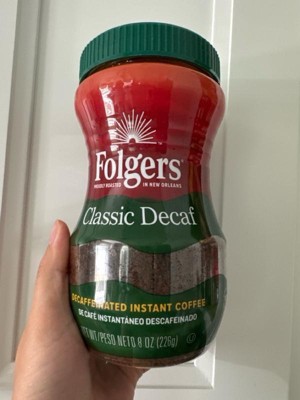 Folgers
PROUDLY ROASTED IN NEW ORLEANS
Classic Decaf
DECAFFEINATED INSTANT COFFEE
DE CAFÉ INSTANTÁNEO DESCAFEINADO
NET WT/PESO NETO 8 OZ (226g)